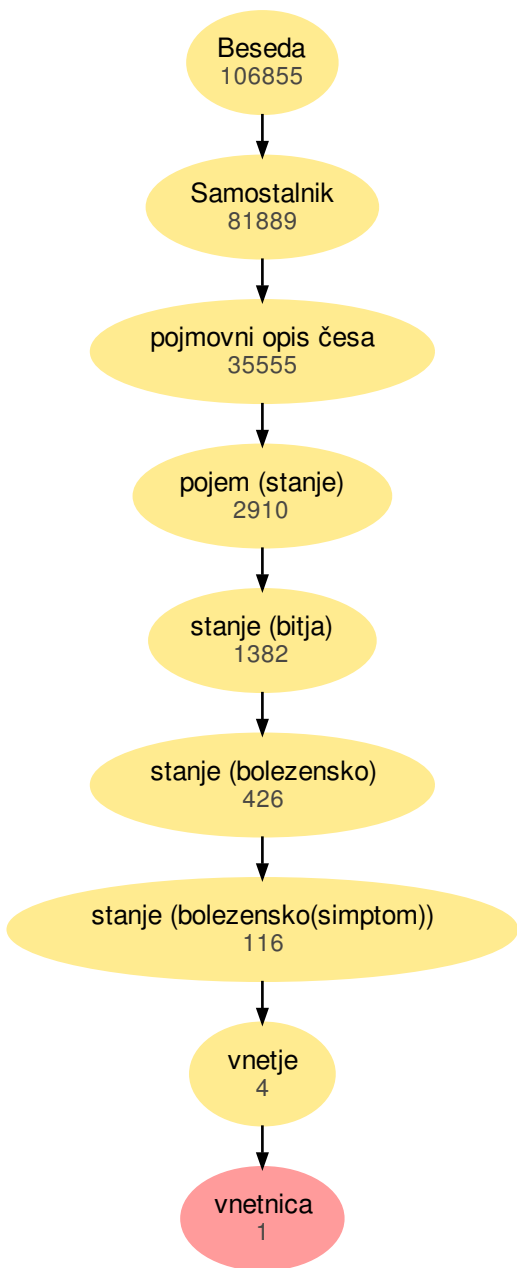 Beseda
106855
Samostalnik
81889
pojmovni opis česa
35555
pojem (stanje)
2910
stanje (bitja)
1382
stanje (bolezensko)
426
stanje (bolezensko(simptom))
116
vnetje
4
vnetnica
1